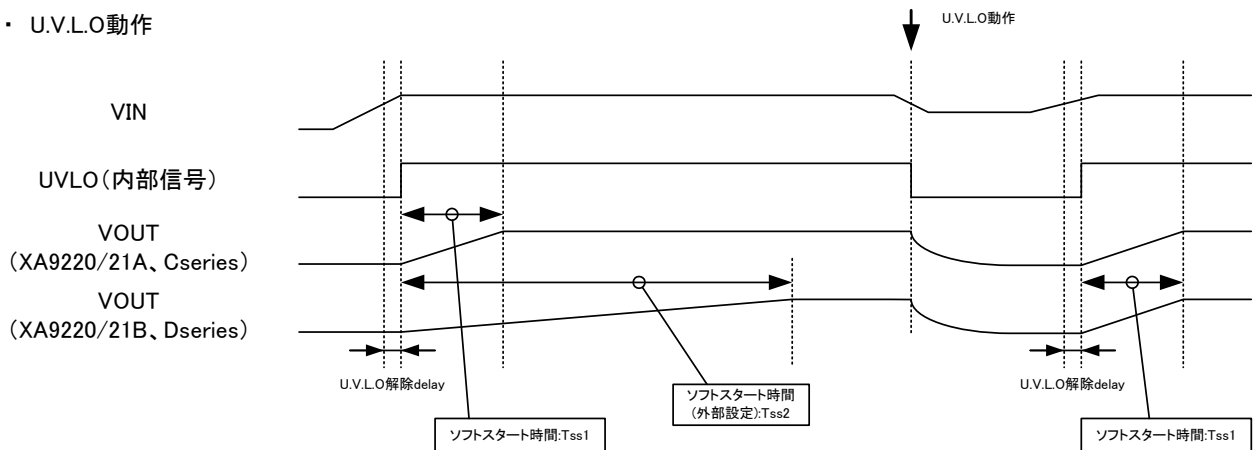 ・ U.V.L.O動作
U.V.L.O動作
VIN
UVLO(内部信号)
VOUT
(XA9220/21A、Cseries)
VOUT
(XA9220/21B、Dseries)
U.V.L.O解除delay
U.V.L.O解除delay
ソフトスタート時間
(外部設定):Tss2
ソフトスタート時間:Tss1
ソフトスタート時間:Tss1